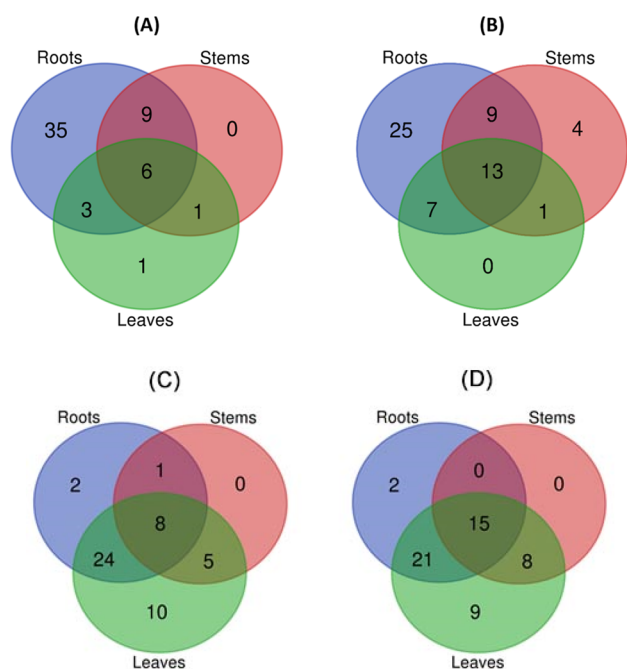 (A)
Roots Stems
35 9 0
6
3 1
1
Leaves
(B)
Roots Stems
25 9 4
13
7 1
0
Leaves
(C)
Roots Stems
2 1 0
8
24 5
10
Leaves
(D)
Roots Stems
2 0 0
15
21 8
9
Leaves